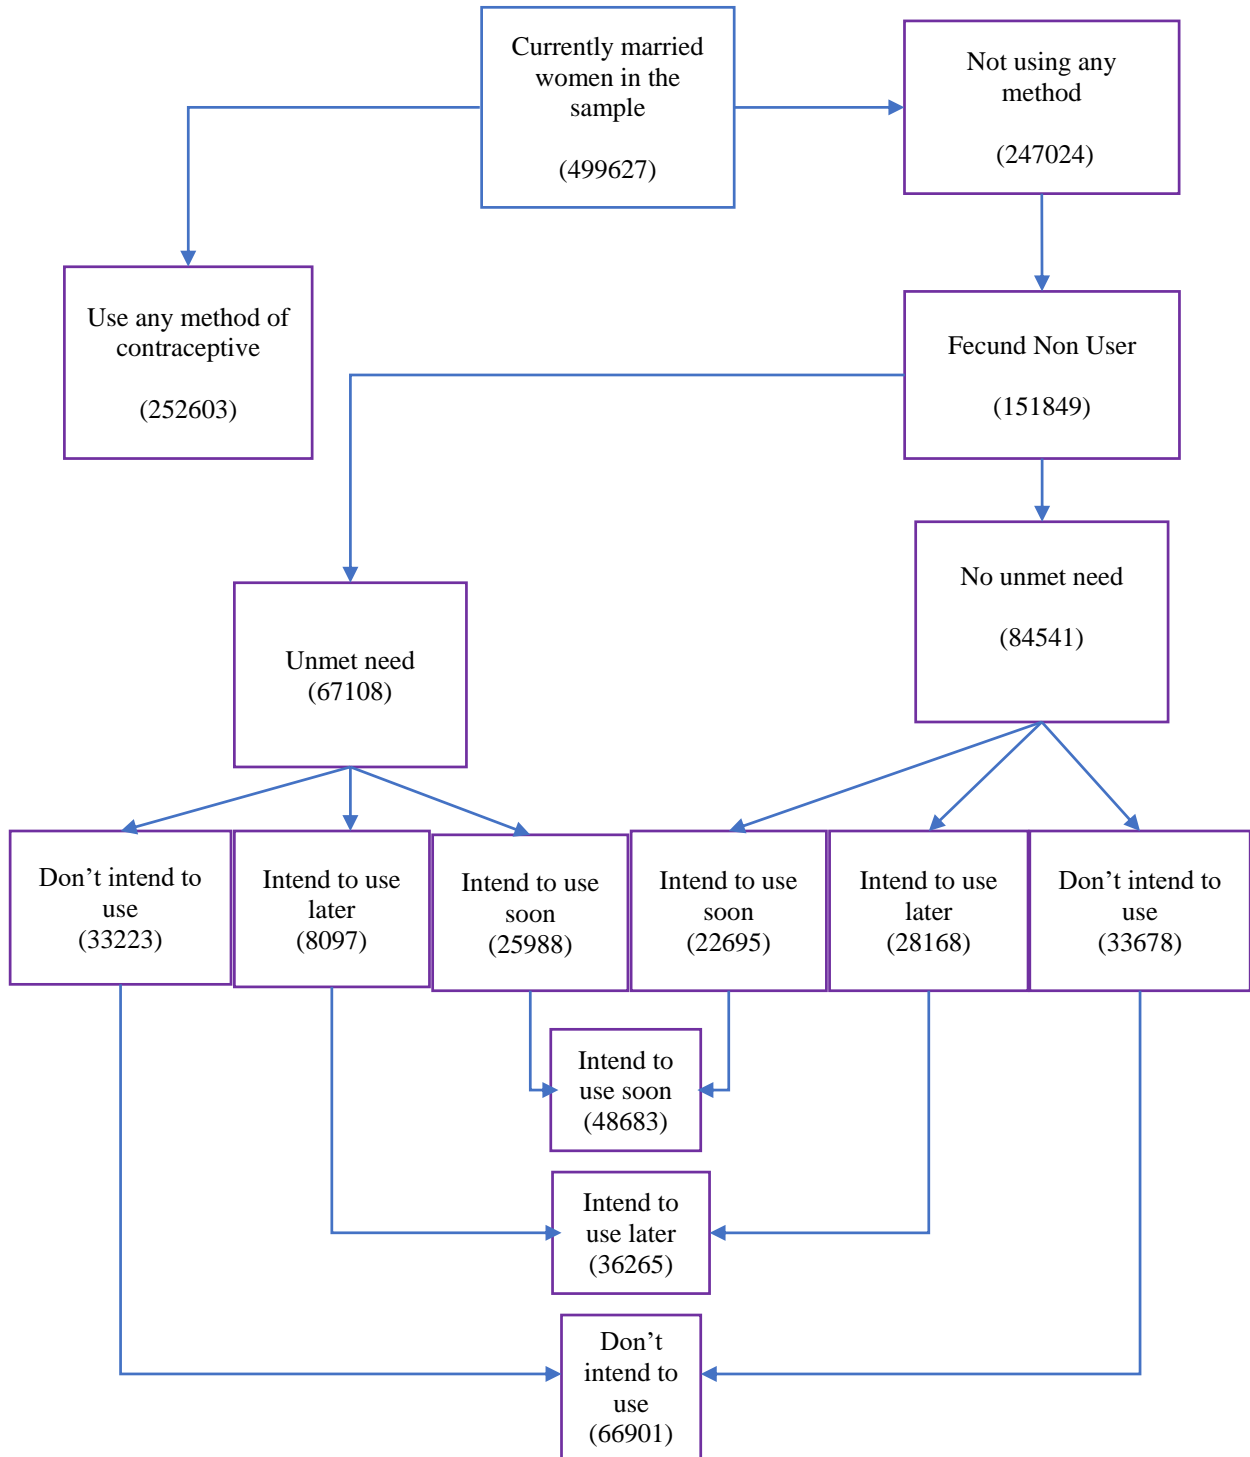 Currently married
women in the
sample
(499627)
Not using any
method
(247024)
Use any method of
contraceptive
(252603)
Fecund Non User
(151849)
No unmet need
(84541)
Unmet need
(67108)
Don’t intend to
use
(33223)
Intend to use
later
(8097)
Intend to use
soon
(25988)
Intend to use
soon
(22695)
Intend to use
later
(28168)
Don’t intend to
use
(33678)
Intend to
use soon
(48683)
Intend to
use later
(36265)
Don’t
intend to
use
(66901)